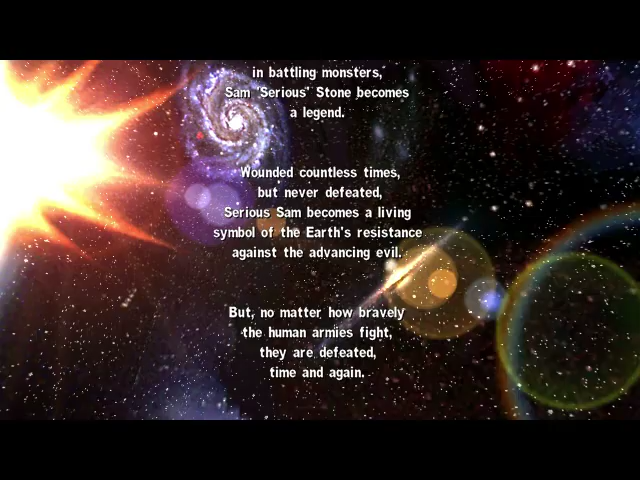 in battling monsters,
Sam 'Serious' Stone becomes
a legend.
Wounded countless times,
but never defeated,
Serious Sam becomes a living
symbol of the Earth's resistance
against the advancing evil.
But, no matter how bravely
the human armies fight,
they are defeated,
time and again.